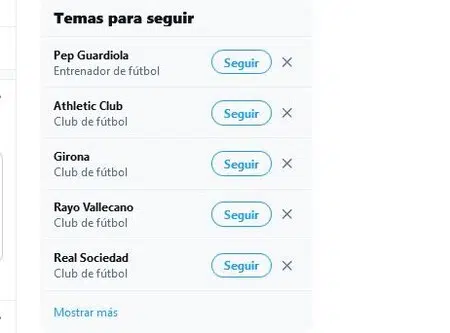 Temas para seguir
Pep Guardiola
Entrenador de fútbol
Seguir
Athletic Club
Club de fútbol
Seguir
Girona
Club de fútbol
Seguir
Rayo Vallecano
Club de fútbol
Seguir
Real Sociedad
Club de fútbol
Seguir
Mostrar más